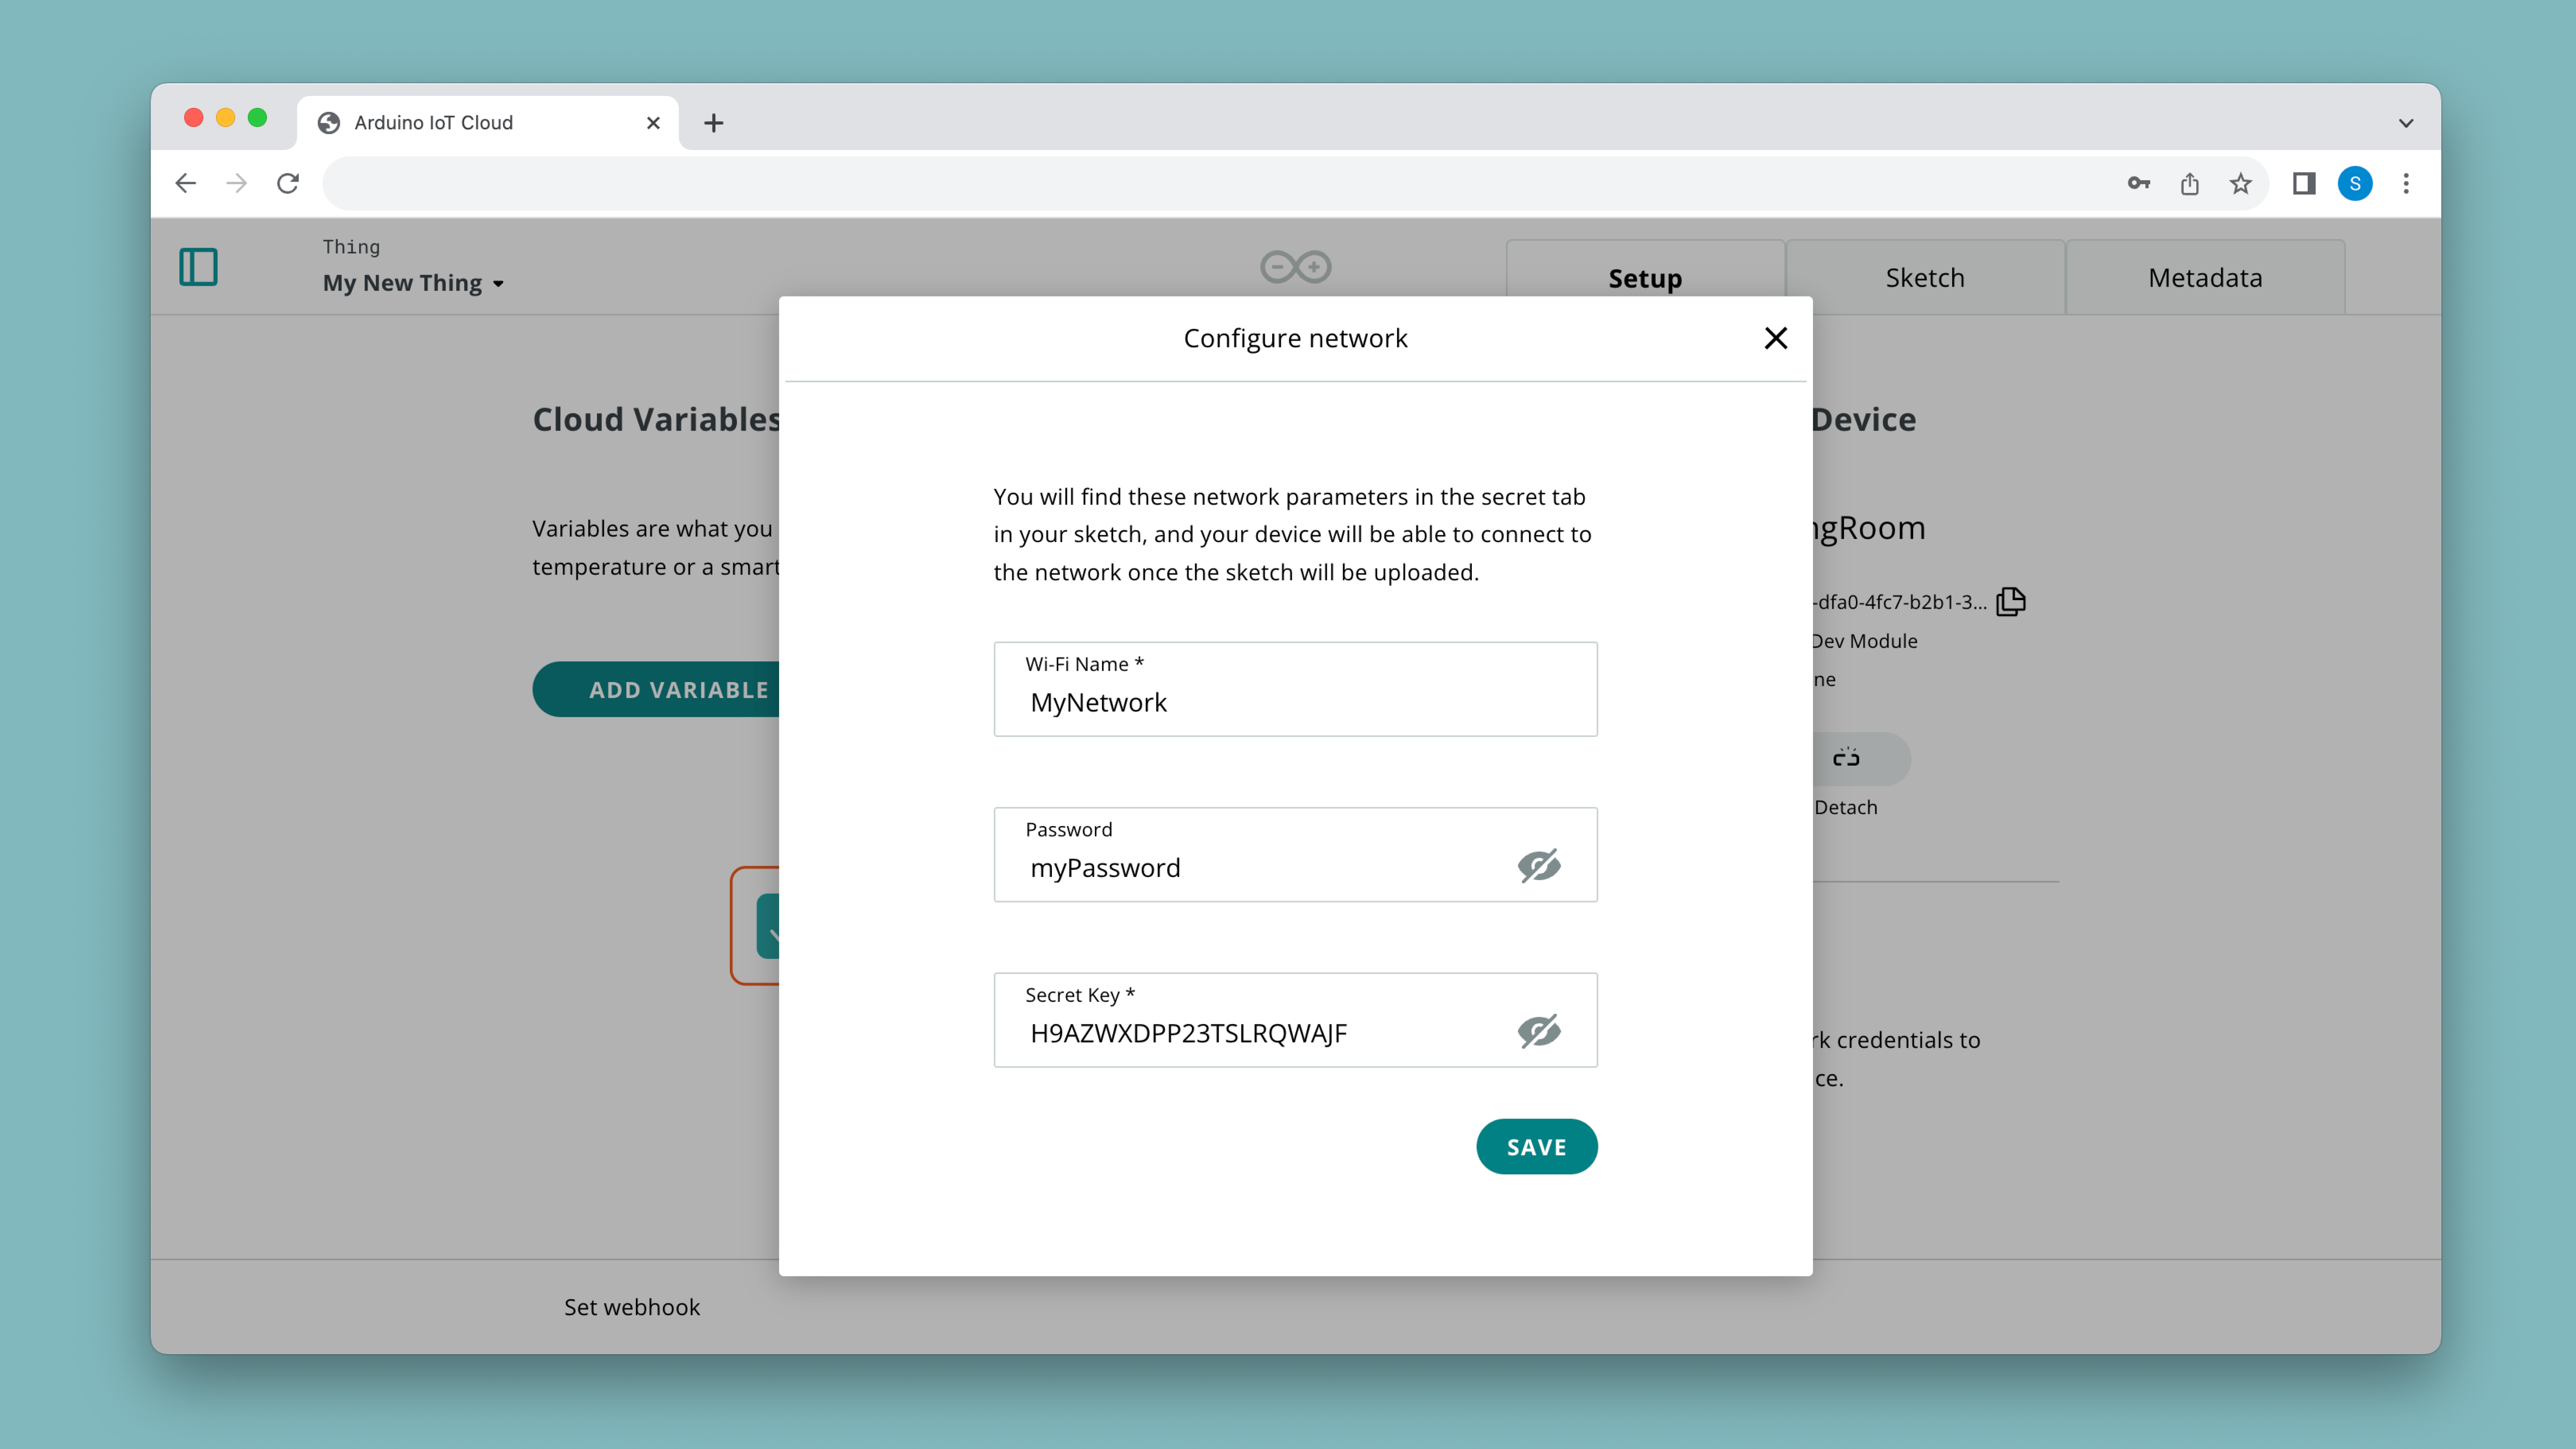 Arduino IoT Cloud
S
Thing
My New Thing
Setup
Sketch
Metadata
Configure network
Cloud Variables
Device
You will find these network parameters in the secret tab
in your sketch, and your device will be able to connect to
the network once the sketch will be uploaded.
Variables are what you
temperature or a smart
ngRoom
-dfa0-4fc7-b2b1-3...
Dev Module
ne
ADD VARIABLE
Wi-Fi Name *
MyNetwork
Detach
Password
myPassword
Secret Key *
H9AZWXDPP23TSLRQWAJF
rk credentials to
ce.
SAVE
Set webhook